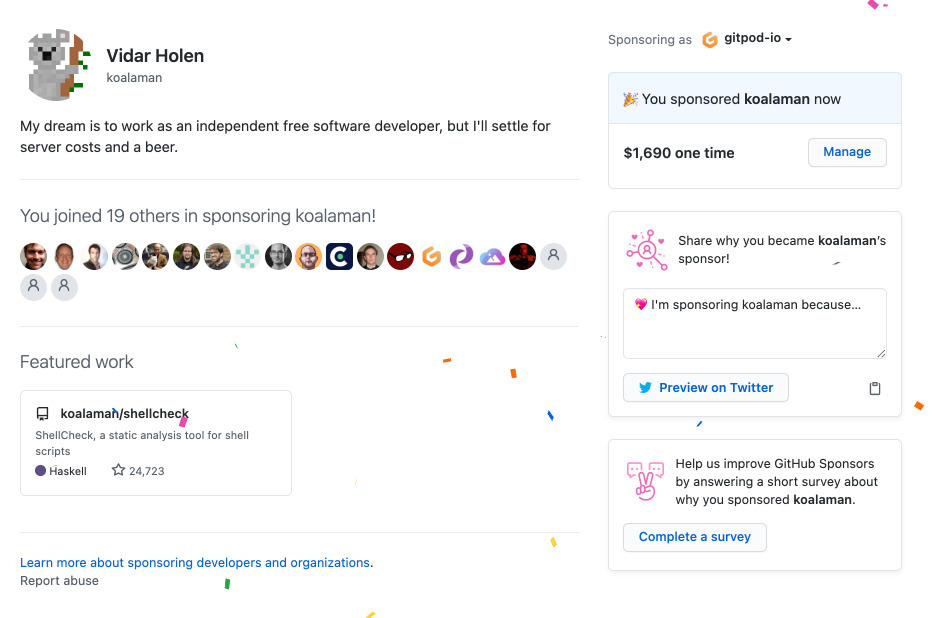 Vidar Holen
koalaman
My dream is to work as an independent free software developer, but I'll settle for
server costs and a beer.
You joined 19 others in sponsoring koalaman!
Featured work
koalaman/shellcheck
ShellCheck, a static analysis tool for shell
scripts
Haskell 24,723
Learn more about sponsoring developers and organizations.
Report abuse
Sponsoring as gitpod-io
🎉 You sponsored koalaman now
$1,690 one time Manage
Share why you became koalaman's
sponsor!
💖 I'm sponsoring koalaman because...
Preview on Twitter
Help us improve GitHub Sponsors
by answering a short survey about
why you sponsored koalaman.
Complete a survey